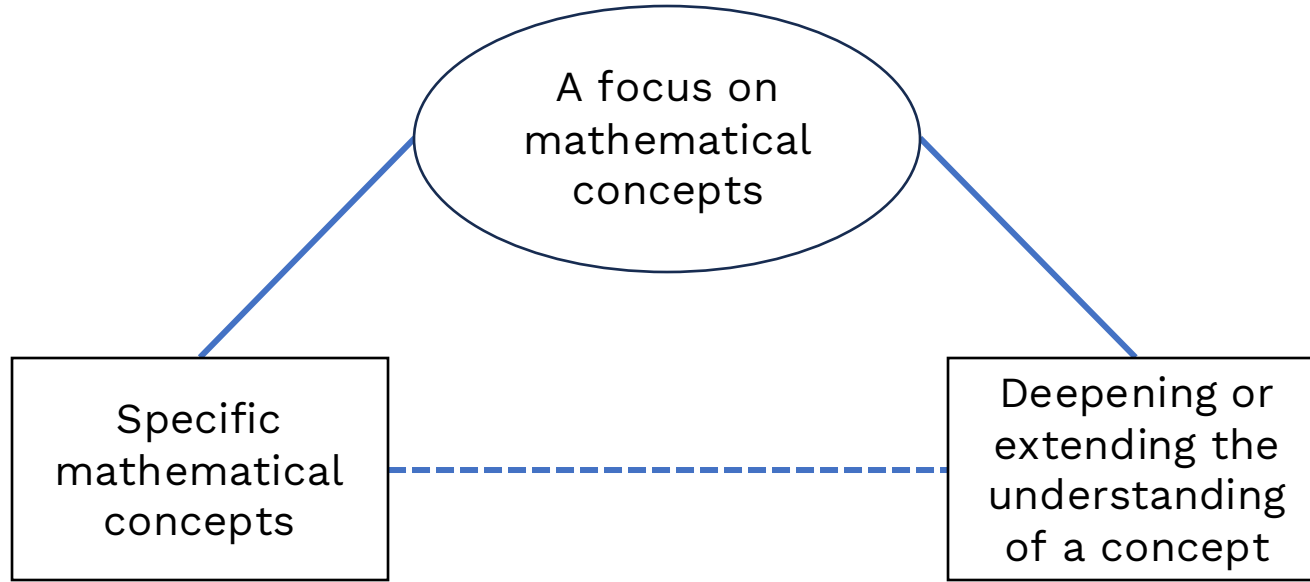 A focus on
mathematical
concepts
Specific
mathematical
concepts
Deepening or
extending the
understanding
of a concept